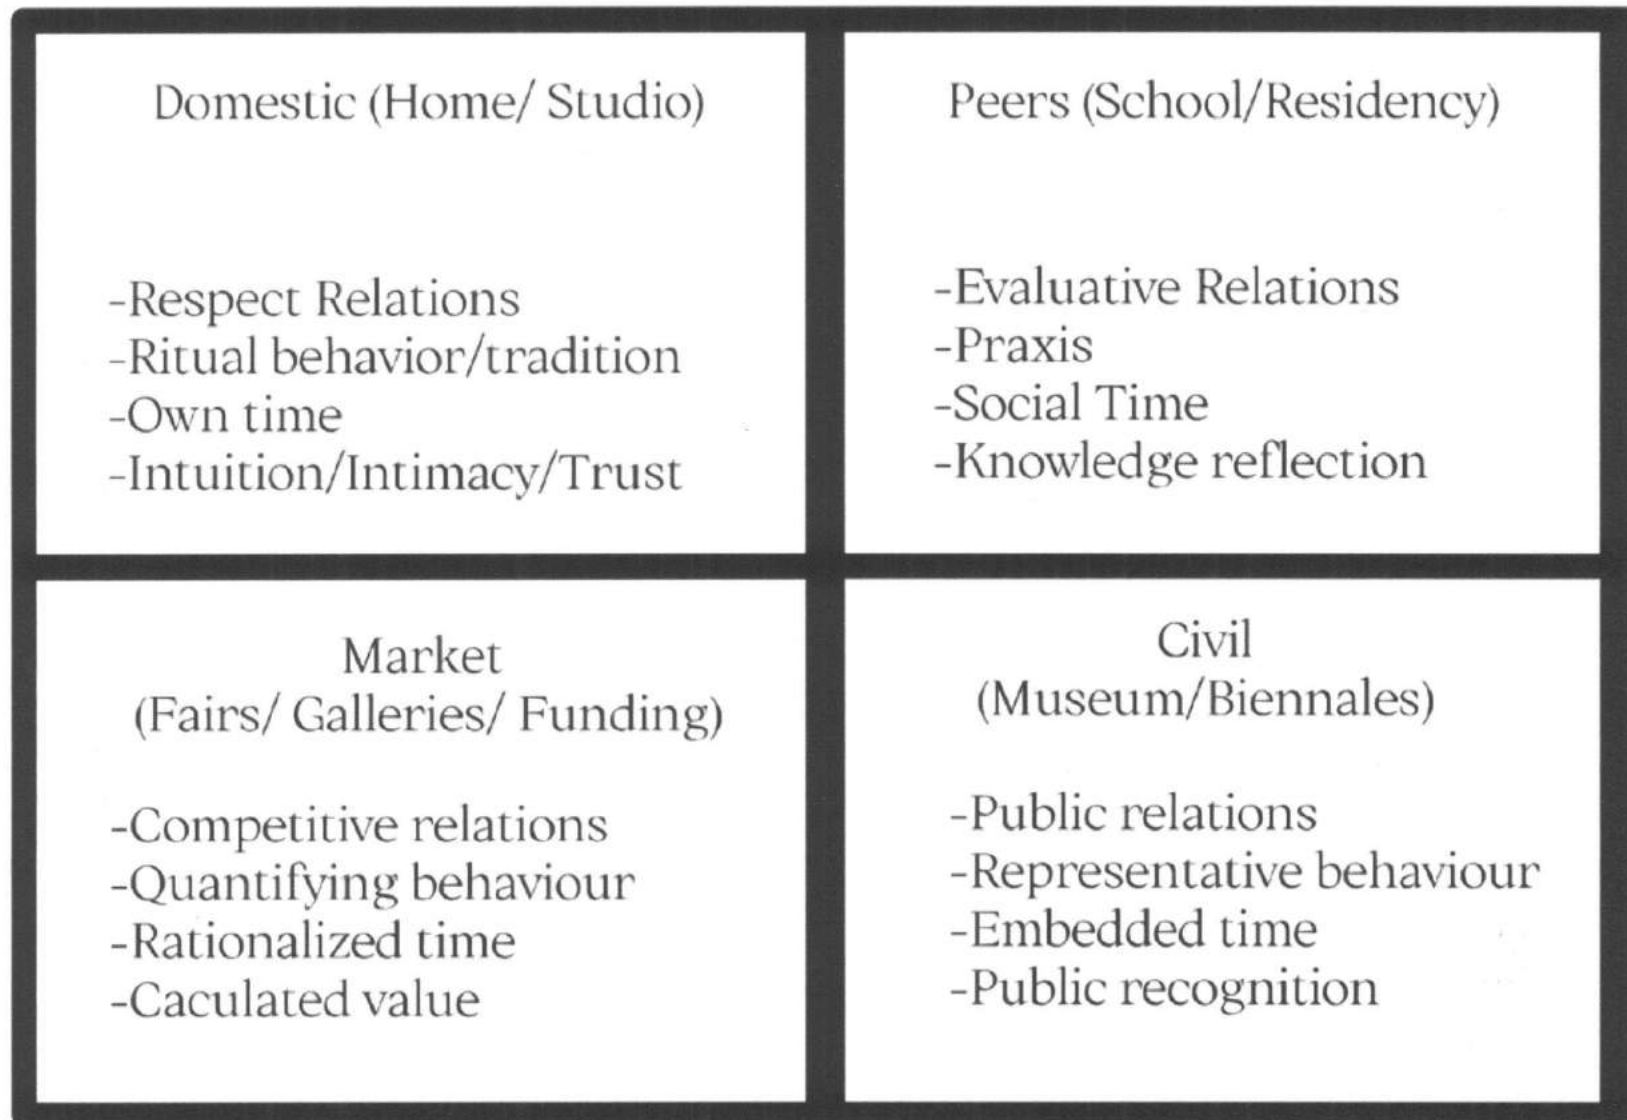 Domestic (Home/ Studio)
-Respect Relations
-Ritual behavior/tradition
-Own time
-Intuition/Intimacy/Trust
Peers (School/Residency)
-Evaluative Relations
-Praxis
-Social Time
-Knowledge reflection
Market
(Fairs/ Galleries/ Funding)
-Competitive relations
-Quantifying behaviour
-Rationalized time
-Caculated value
Civil
(Museum/Biennales)
-Public relations
-Representative behaviour
-Embedded time
-Public recognition